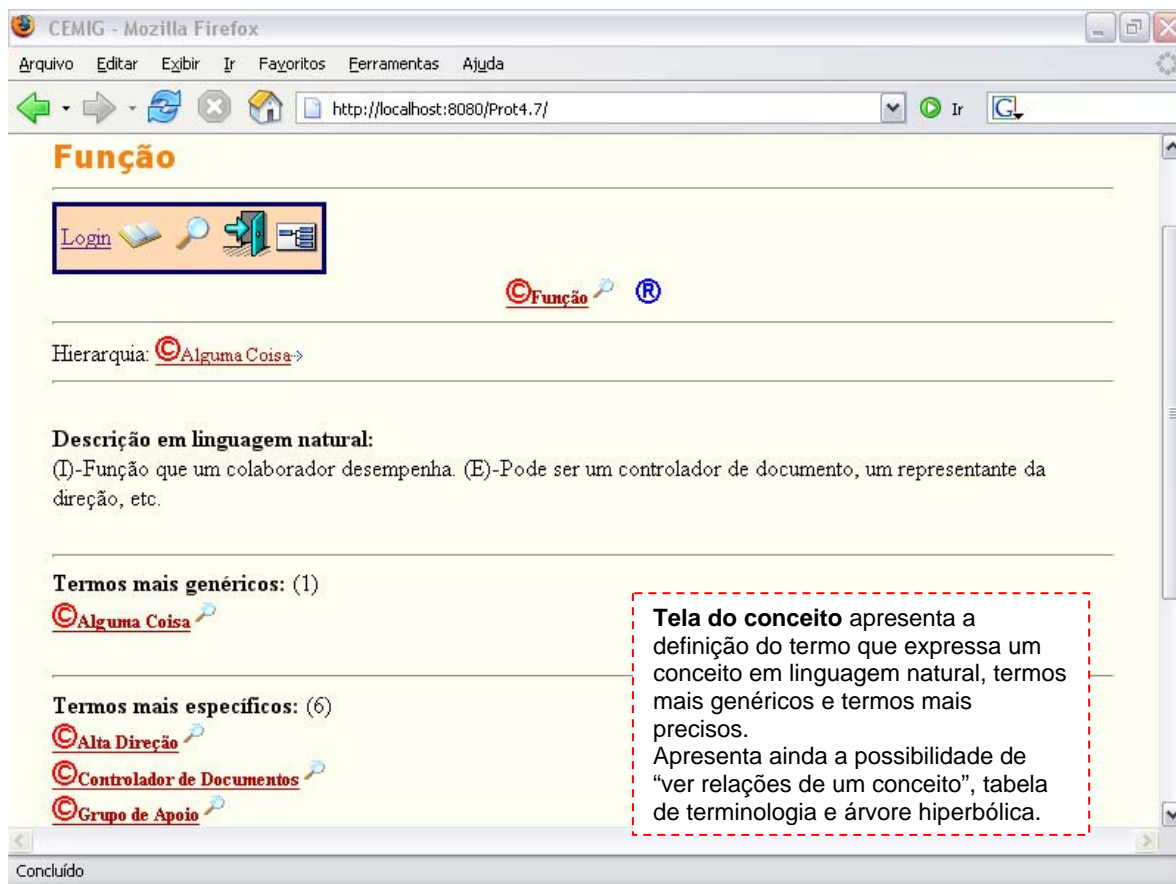 CEMIG - Mozilla Firefox
Arquivo Editar Exibir Ir Favoritos Ferramentas Ajuda
http://localhost:8080/Prot4.7/ Ir G
Função
Login
©Função ®
Hierarquia: ©Alguma Coisa
Descrição em linguagem natural:
(I)-Função que um colaborador desempenha. (E)-Pode ser um controlador de documento, um representante da
direção, etc.
Termos mais genéricos: (1)
©Alguma Coisa
Termos mais específicos: (6)
©Alta Direção
©Controlador de Documentos
©Grupo de Apoio
Tela do conceito apresenta a
definição do termo que expressa um
conceito em linguagem natural, termos
mais genéricos e termos mais
precisos.
Apresenta ainda a possibilidade de
“ver relações de um conceito”, tabela
de terminologia e árvore hiperbólica.
Concluído